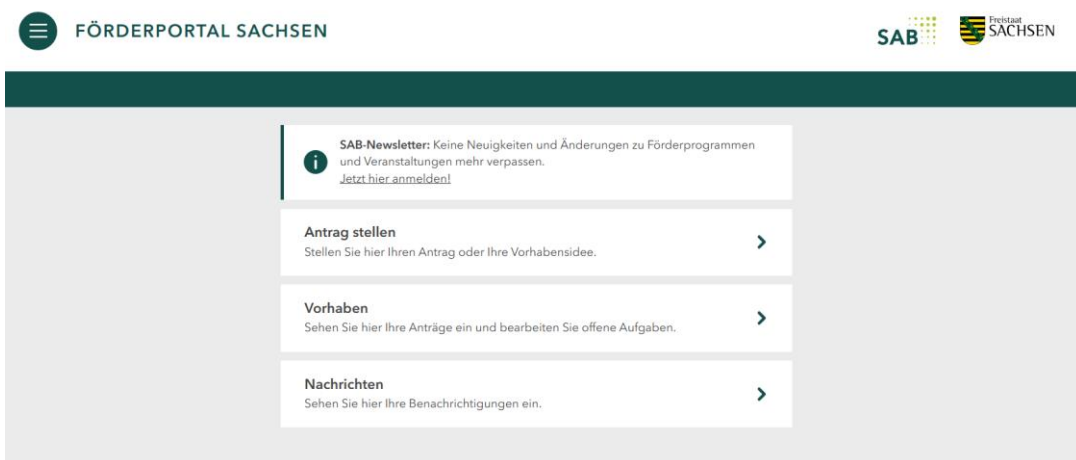 FÖRDERPORTAL SACHSEN
SAB
Freistaat
SACHSEN
SAB-Newsletter: Keine Neuigkeiten und Änderungen zu Förderprogrammen
und Veranstaltungen mehr verpassen.
Jetzt hier anmelden!
Antrag stellen
Stellen Sie hier Ihren Antrag oder Ihre Vorhabensidee.
Vorhaben
Sehen Sie hier Ihre Anträge ein und bearbeiten Sie offene Aufgaben.
Nachrichten
Sehen Sie hier Ihre Benachrichtigungen ein.